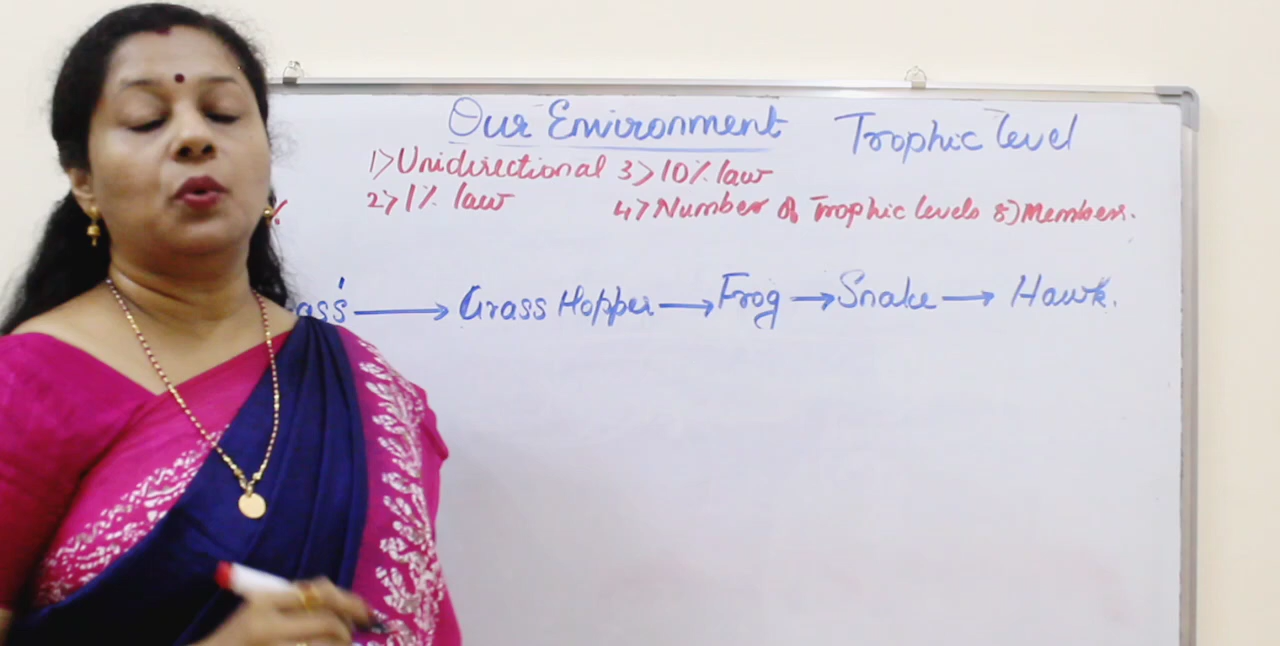 Our Environment Trophic level
1> Unidirectional 3> 10% law
2> 1% law 4> Number of Trophic levels 5) Members.
ass → Grass Hopper → Frog → Snake → Hawk.